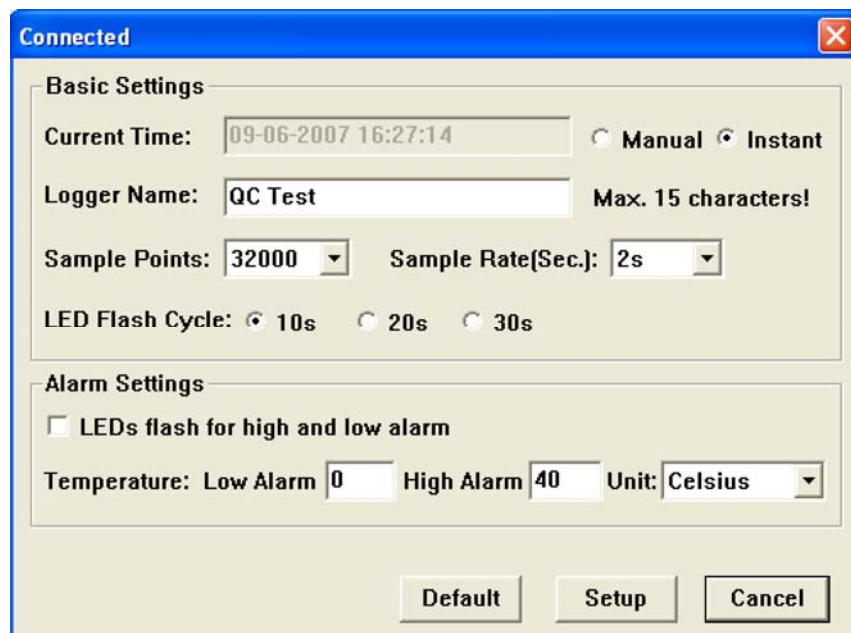 Connected
Basic Settings
Current Time: 09-06-2007 16:27:14 Manual Instant
Logger Name: QC Test Max. 15 characters!
Sample Points: 32000 Sample Rate(Sec.): 2s
LED Flash Cycle: 10s 20s 30s
Alarm Settings
LEDs flash for high and low alarm
Temperature: Low Alarm 0 High Alarm 40 Unit: Celsius
Default Setup Cancel